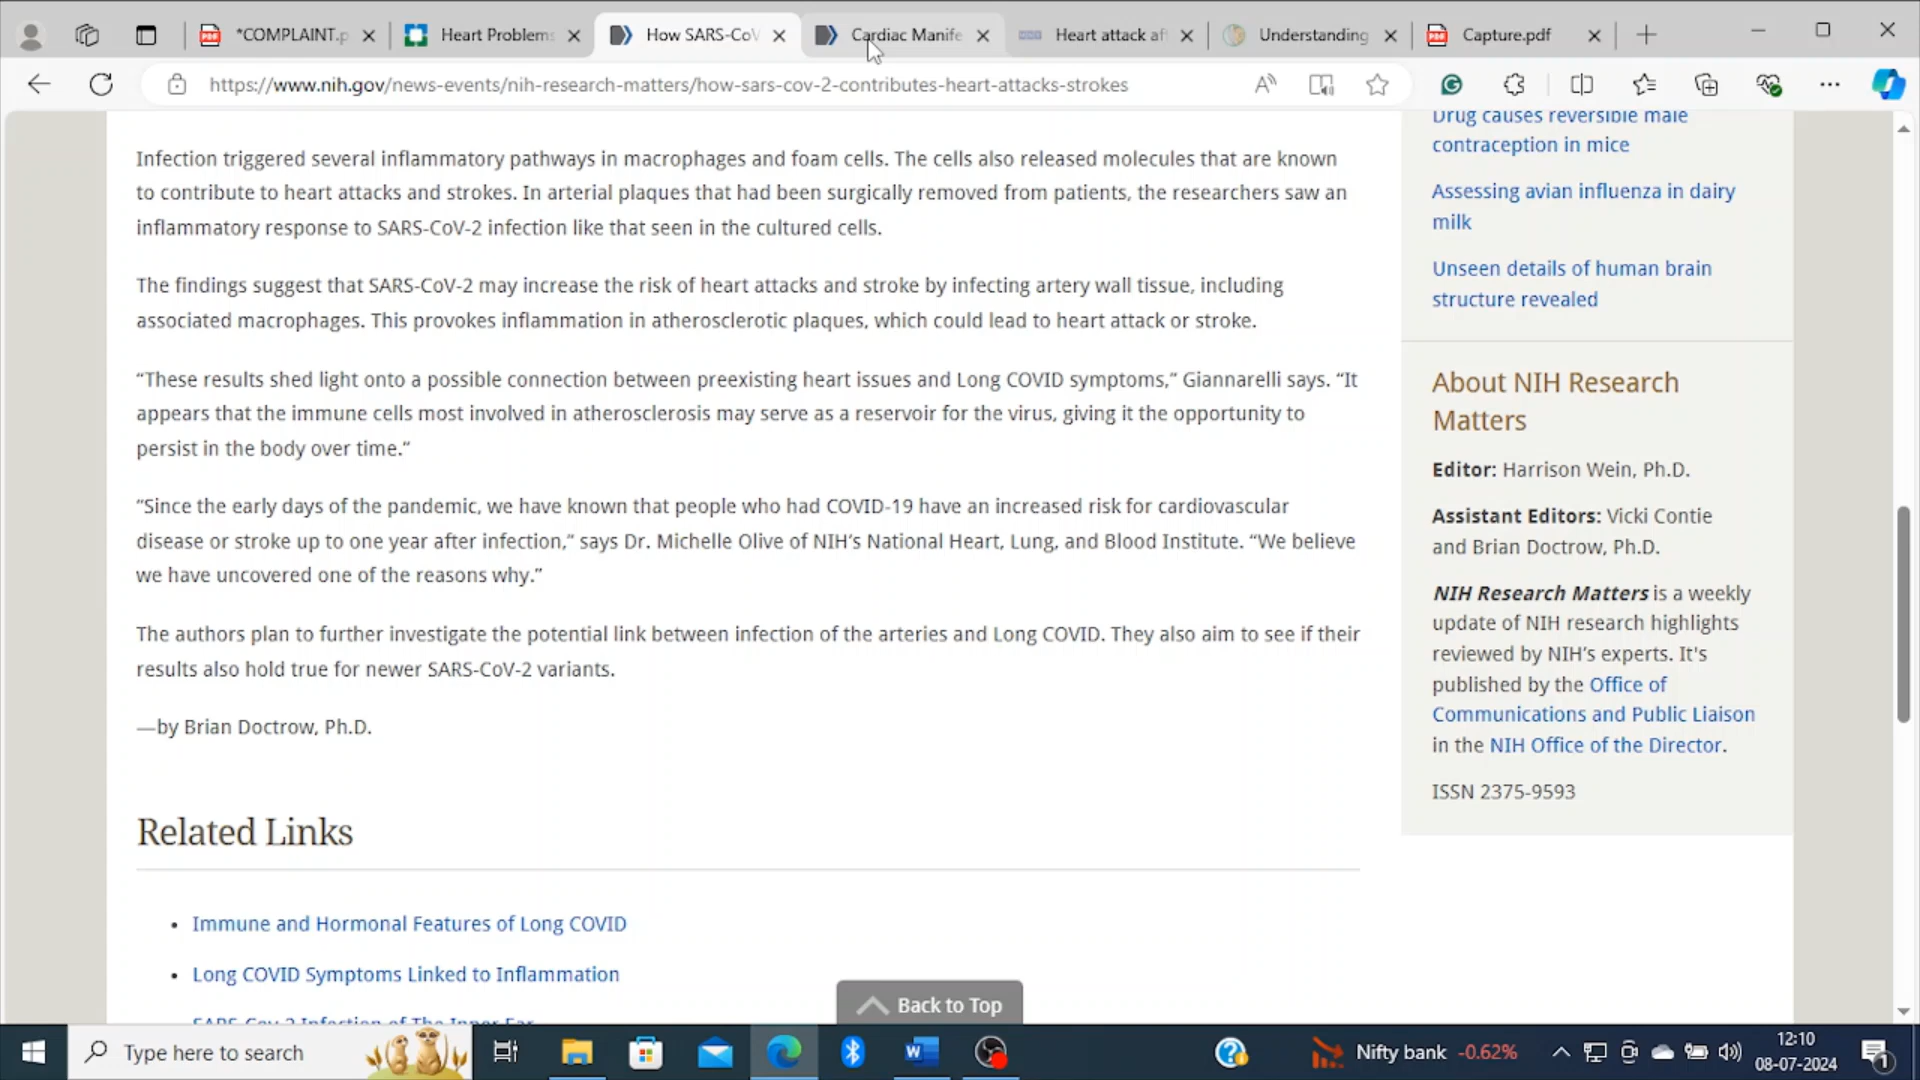 *COMPLAINT.p
Heart Problems
How SARS-CoV
Cardiac Manife
Heart attack aft
Understanding
Capture.pdf
https://www.nih.gov/news-events/nih-research-matters/how-sars-cov-2-contributes-heart-attacks-strokes
Infection triggered several inflammatory pathways in macrophages and foam cells. The cells also released molecules that are known
to contribute to heart attacks and strokes. In arterial plaques that had been surgically removed from patients, the researchers saw an
inflammatory response to SARS-CoV-2 infection like that seen in the cultured cells.
The findings suggest that SARS-CoV-2 may increase the risk of heart attacks and stroke by infecting artery wall tissue, including
associated macrophages. This provokes inflammation in atherosclerotic plaques, which could lead to heart attack or stroke.
“These results shed light onto a possible connection between preexisting heart issues and Long COVID symptoms,” Giannarelli says. “It
appears that the immune cells most involved in atherosclerosis may serve as a reservoir for the virus, giving it the opportunity to
persist in the body over time.”
“Since the early days of the pandemic, we have known that people who had COVID-19 have an increased risk for cardiovascular
disease or stroke up to one year after infection,” says Dr. Michelle Olive of NIH’s National Heart, Lung, and Blood Institute. “We believe
we have uncovered one of the reasons why.”
The authors plan to further investigate the potential link between infection of the arteries and Long COVID. They also aim to see if their
results also hold true for newer SARS-CoV-2 variants.
—by Brian Doctrow, Ph.D.
Related Links
• Immune and Hormonal Features of Long COVID
• Long COVID Symptoms Linked to Inflammation
SARS-Cov-2 Infection of The Inner Ear
Back to Top
Drug causes reversible male
contraception in mice
Assessing avian influenza in dairy
milk
Unseen details of human brain
structure revealed
About NIH Research
Matters
Editor: Harrison Wein, Ph.D.
Assistant Editors: Vicki Contie
and Brian Doctrow, Ph.D.
NIH Research Matters is a weekly
update of NIH research highlights
reviewed by NIH’s experts. It's
published by the Office of
Communications and Public Liaison
in the NIH Office of the Director.
ISSN 2375-9593
Type here to search
Nifty bank -0.62%
12:10
08-07-2024
1